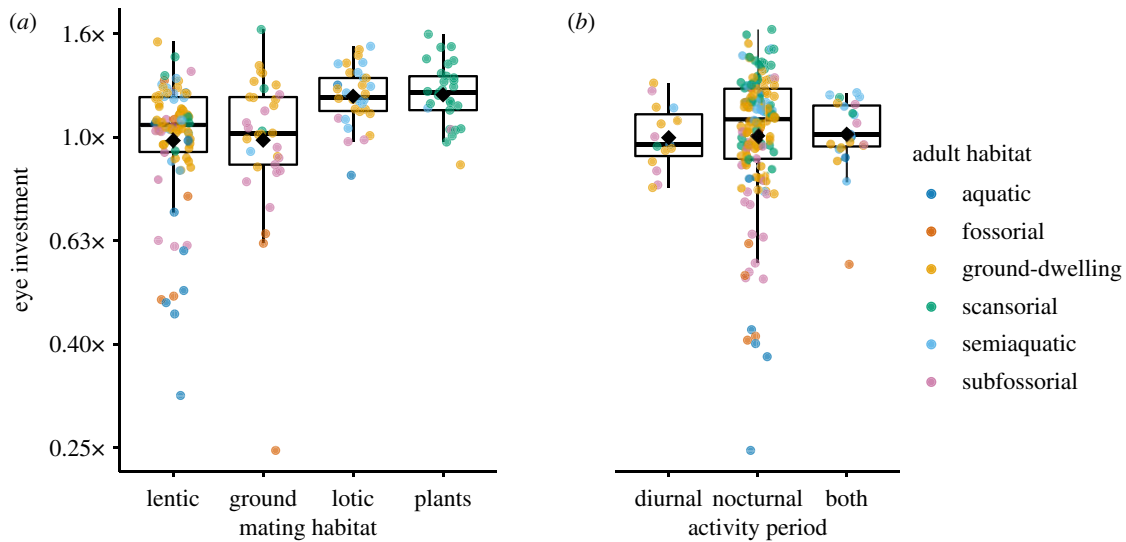 (a)
(b)
eye investment
1.6×
1.0×
0.63×
0.40×
0.25×
lentic ground lotic plants
mating habitat
diurnal nocturnal both
activity period
adult habitat
aquatic
fossorial
ground-dwelling
scansorial
semiaquatic
subfossorial